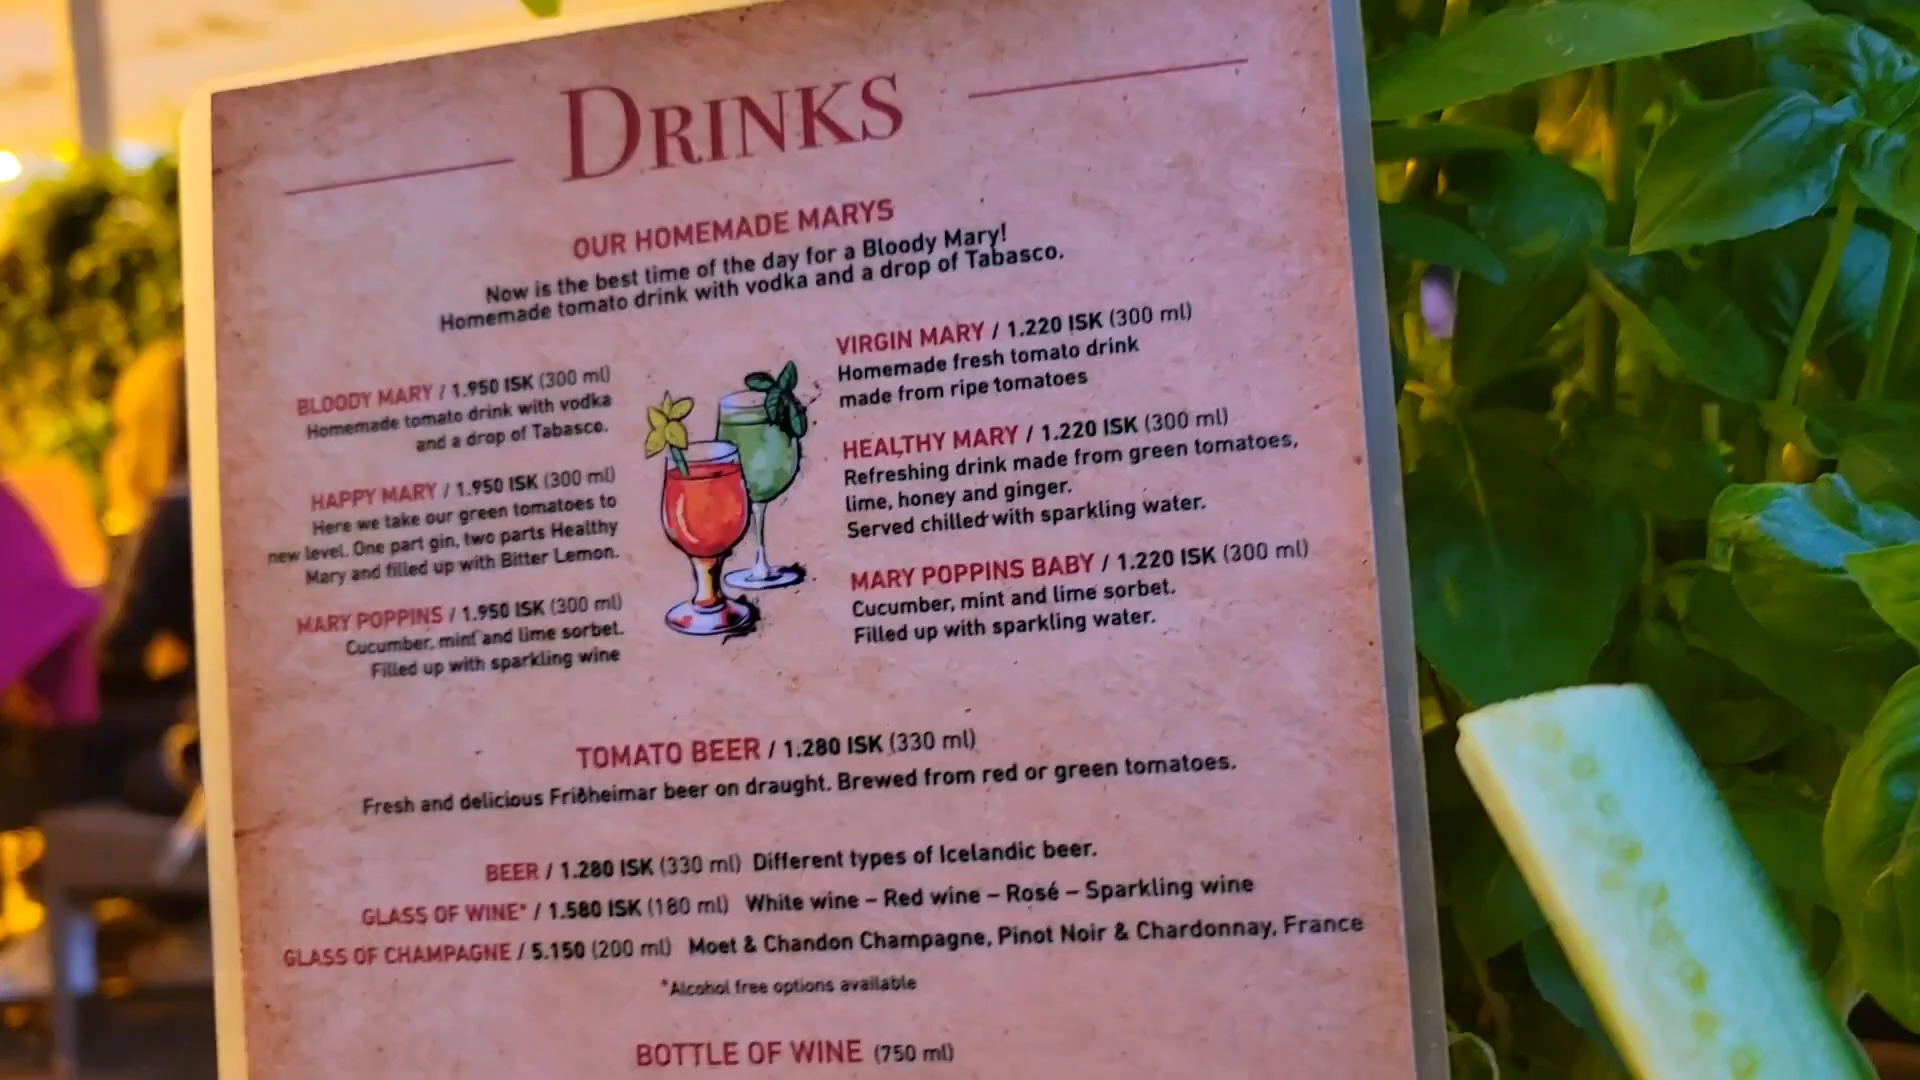 DRINKS
OUR HOMEMADE MARYS
Now is the best time of the day for a Bloody Mary!
Homemade tomato drink with vodka and a drop of Tabasco.
BLOODY MARY / 1.950 ISK (300 ml)
Homemade tomato drink with vodka
and a drop of Tabasco.
HAPPY MARY / 1.950 ISK (300 ml)
Here we take our green tomatoes to
new level. One part gin, two parts Healthy
Mary and filled up with Bitter Lemon.
MARY POPPINS / 1.950 ISK (300 ml)
Cucumber, mint and lime sorbet.
Filled up with sparkling wine
VIRGIN MARY / 1.220 ISK (300 ml)
Homemade fresh tomato drink
made from ripe tomatoes
HEALTHY MARY / 1.220 ISK (300 ml)
Refreshing drink made from green tomatoes,
lime, honey and ginger.
Served chilled with sparkling water.
MARY POPPINS BABY / 1.220 ISK (300 ml)
Cucumber, mint and lime sorbet.
Filled up with sparkling water.
TOMATO BEER / 1.280 ISK (330 ml)
Fresh and delicious Friðheimar beer on draught. Brewed from red or green tomatoes.
BEER / 1.280 ISK (330 ml) Different types of Icelandic beer.
GLASS OF WINE* / 1.580 ISK (180 ml) White wine – Red wine – Rosé – Sparkling wine
GLASS OF CHAMPAGNE / 5.150 (200 ml) Moet & Chandon Champagne, Pinot Noir & Chardonnay, France
*Alcohol free options available
BOTTLE OF WINE (750 ml)